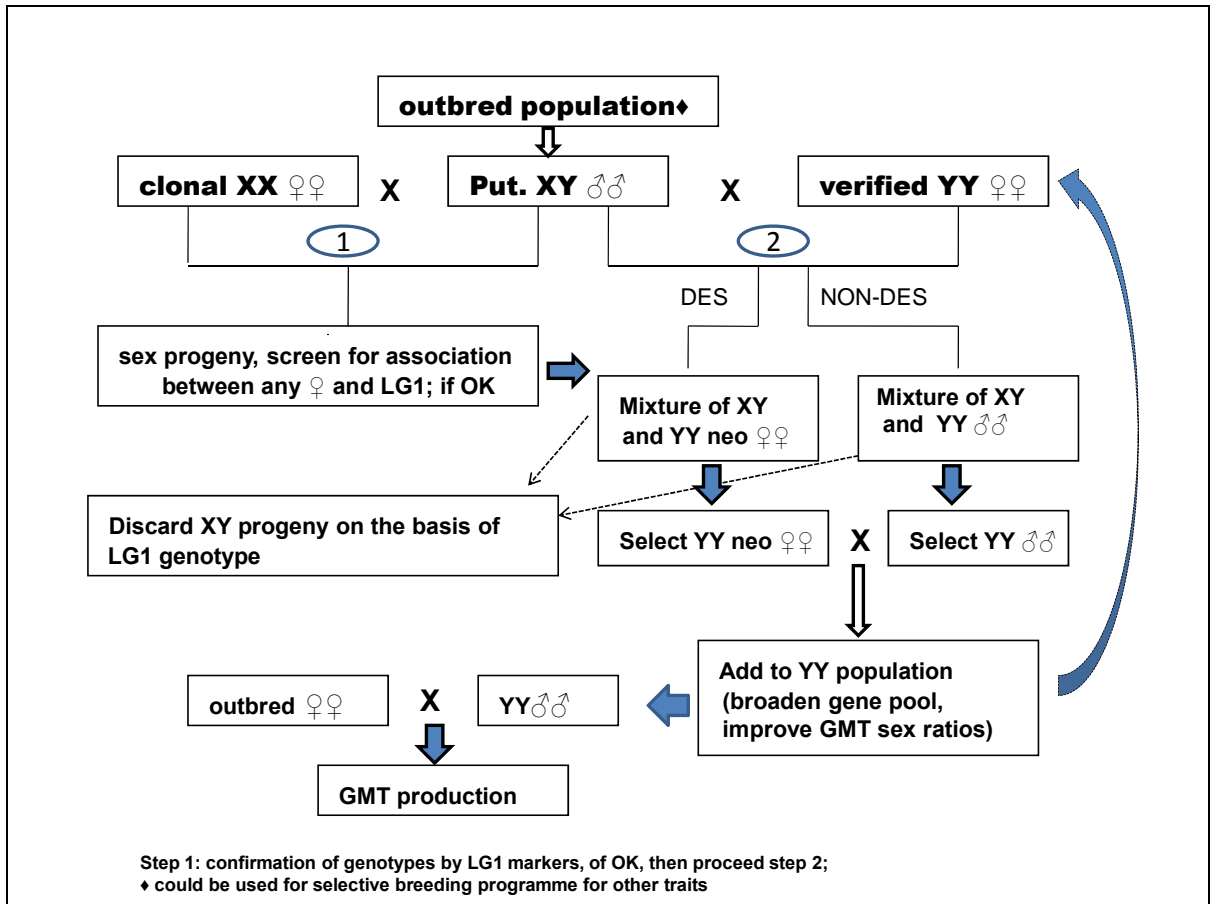 outbred population♦
clonal XX ♀♀
X
Put. XY ♂♂
X
verified YY ♀♀
1
2
DES
NON-DES
sex progeny, screen for association
between any ♀ and LG1; if OK
Mixture of XY
and YY neo ♀♀
Mixture of XY
and YY ♂♂
Discard XY progeny on the basis of
LG1 genotype
Select YY neo ♀♀
X
Select YY ♂♂
Add to YY population
(broaden gene pool,
improve GMT sex ratios)
outbred ♀♀
X
YY♂♂
GMT production
Step 1: confirmation of genotypes by LG1 markers, of OK, then proceed step 2;
♦ could be used for selective breeding programme for other traits